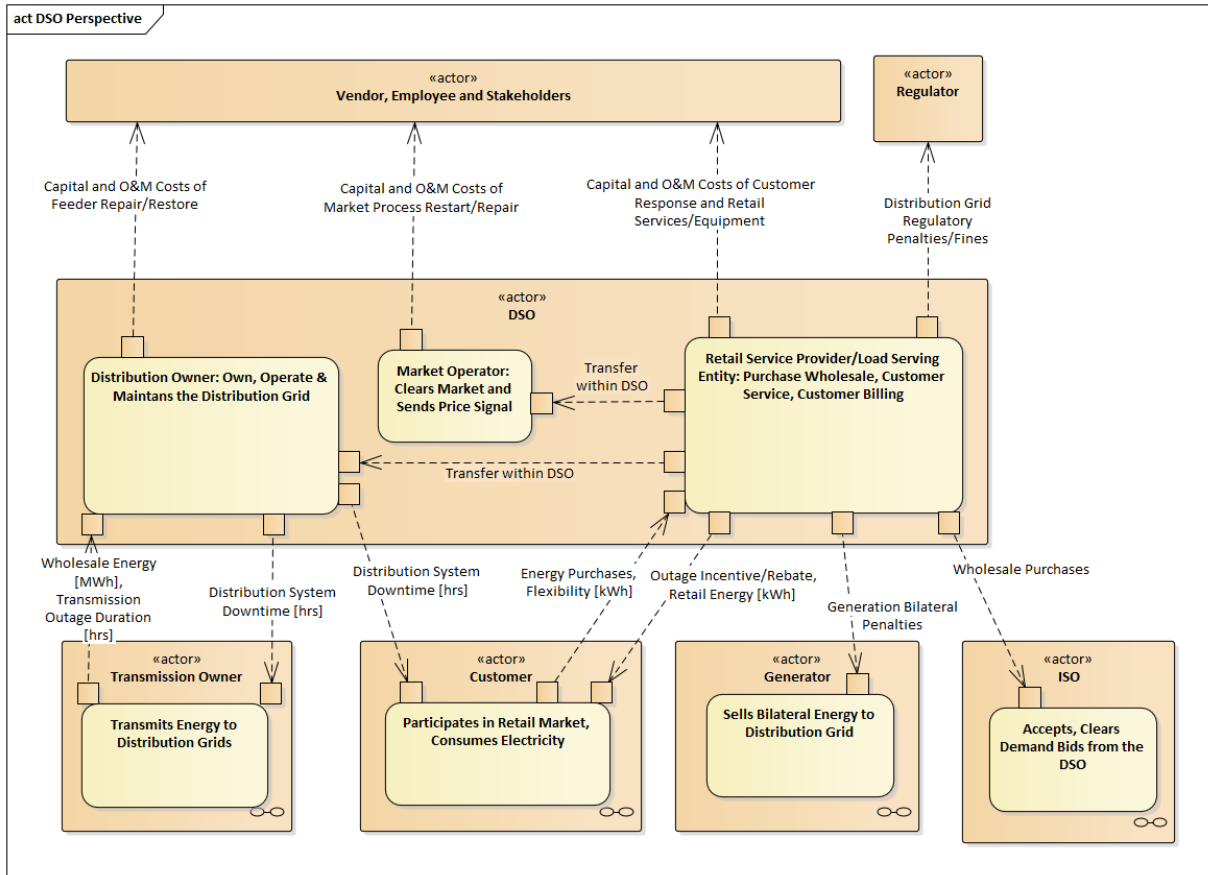 act DSO Perspective
«actor»
Vendor, Employee and Stakeholders
«actor»
Regulator
Capital and O&M Costs of
Feeder Repair/Restore
Capital and O&M Costs of
Market Process Restart/Repair
Capital and O&M Costs of Customer
Response and Retail
Services/Equipment
Distribution Grid
Regulatory
Penalties/Fines
«actor»
DSO
Distribution Owner: Own, Operate &
Maintans the Distribution Grid
Market Operator:
Clears Market and
Sends Price Signal
Transfer
within DSO
Retail Service Provider/Load Serving
Entity: Purchase Wholesale, Customer
Service, Customer Billing
Transfer within DSO
Wholesale Energy
[MWh],
Transmission
Outage Duration
[hrs]
Distribution System
Downtime [hrs]
Distribution System
Downtime [hrs]
Energy Purchases,
Flexibility [kWh]
Outage Incentive/Rebate,
Retail Energy [kWh]
Generation Bilateral
Penalties
Wholesale Purchases
«actor»
Transmission Owner
Transmits Energy to
Distribution Grids
«actor»
Customer
Participates in Retail Market,
Consumes Electricity
«actor»
Generator
Sells Bilateral Energy to
Distribution Grid
«actor»
ISO
Accepts, Clears
Demand Bids from the
DSO